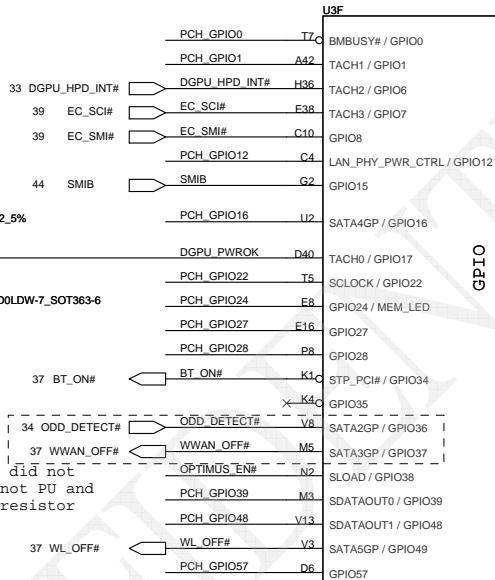 U3F
PCH_GPIO0 T7 BMBUSY# / GPIO0
PCH_GPIO1 A42 TACH1 / GPIO1
33 DGPU_HPD_INT# DGPU_HPD_INT# H36 TACH2 / GPIO6
39 EC_SCI# EC_SCI# E38 TACH3 / GPIO7
39 EC_SMI# EC_SMI# C10 GPIO8
PCH_GPIO12 C4 LAN_PHY_PWR_CTRL / GPIO12
44 SMIB SMIB G2 GPIO15
2_5% PCH_GPIO16 U2 SATA4GP / GPIO16
DGPU_PWROK D40 TACH0 / GPIO17
GPIO
PCH_GPIO22 T5 SCLOCK / GPIO22
D0LDW-7_SOT363-6 PCH_GPIO24 E8 GPIO24 / MEM_LED
PCH_GPIO27 E16 GPIO27
PCH_GPIO28 P8 GPIO28
37 BT_ON# BT_ON# K1 STP_PCI# / GPIO34
K4 GPIO35
34 ODD_DETECT# ODD_DETECT# V8 SATA2GP / GPIO36
37 WWAN_OFF# WWAN_OFF# M5 SATA3GP / GPIO37
did not
OPTIMUS_EN# N2 SLOAD / GPIO38
not PU and
PCH_GPIO39 M3 SDATAOUT0 / GPIO39
resistor
PCH_GPIO48 V13 SDATAOUT1 / GPIO48
37 WL_OFF# WL_OFF# V3 SATA5GP / GPIO49
PCH_GPIO57 D6 GPIO57